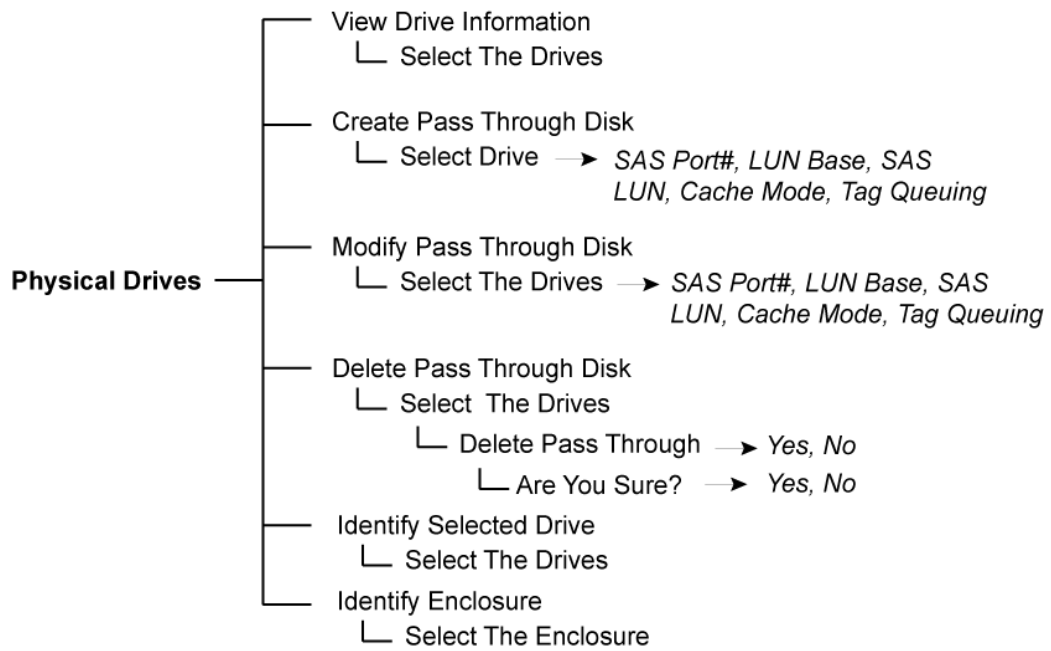 View Drive Information
Select The Drives
Create Pass Through Disk
Select Drive
SAS Port#, LUN Base, SAS
LUN, Cache Mode, Tag Queuing
Modify Pass Through Disk
Physical Drives
Select The Drives
SAS Port#, LUN Base, SAS
LUN, Cache Mode, Tag Queuing
Delete Pass Through Disk
Select The Drives
Delete Pass Through
Yes, No
Are You Sure?
Yes, No
Identify Selected Drive
Select The Drives
Identify Enclosure
Select The Enclosure